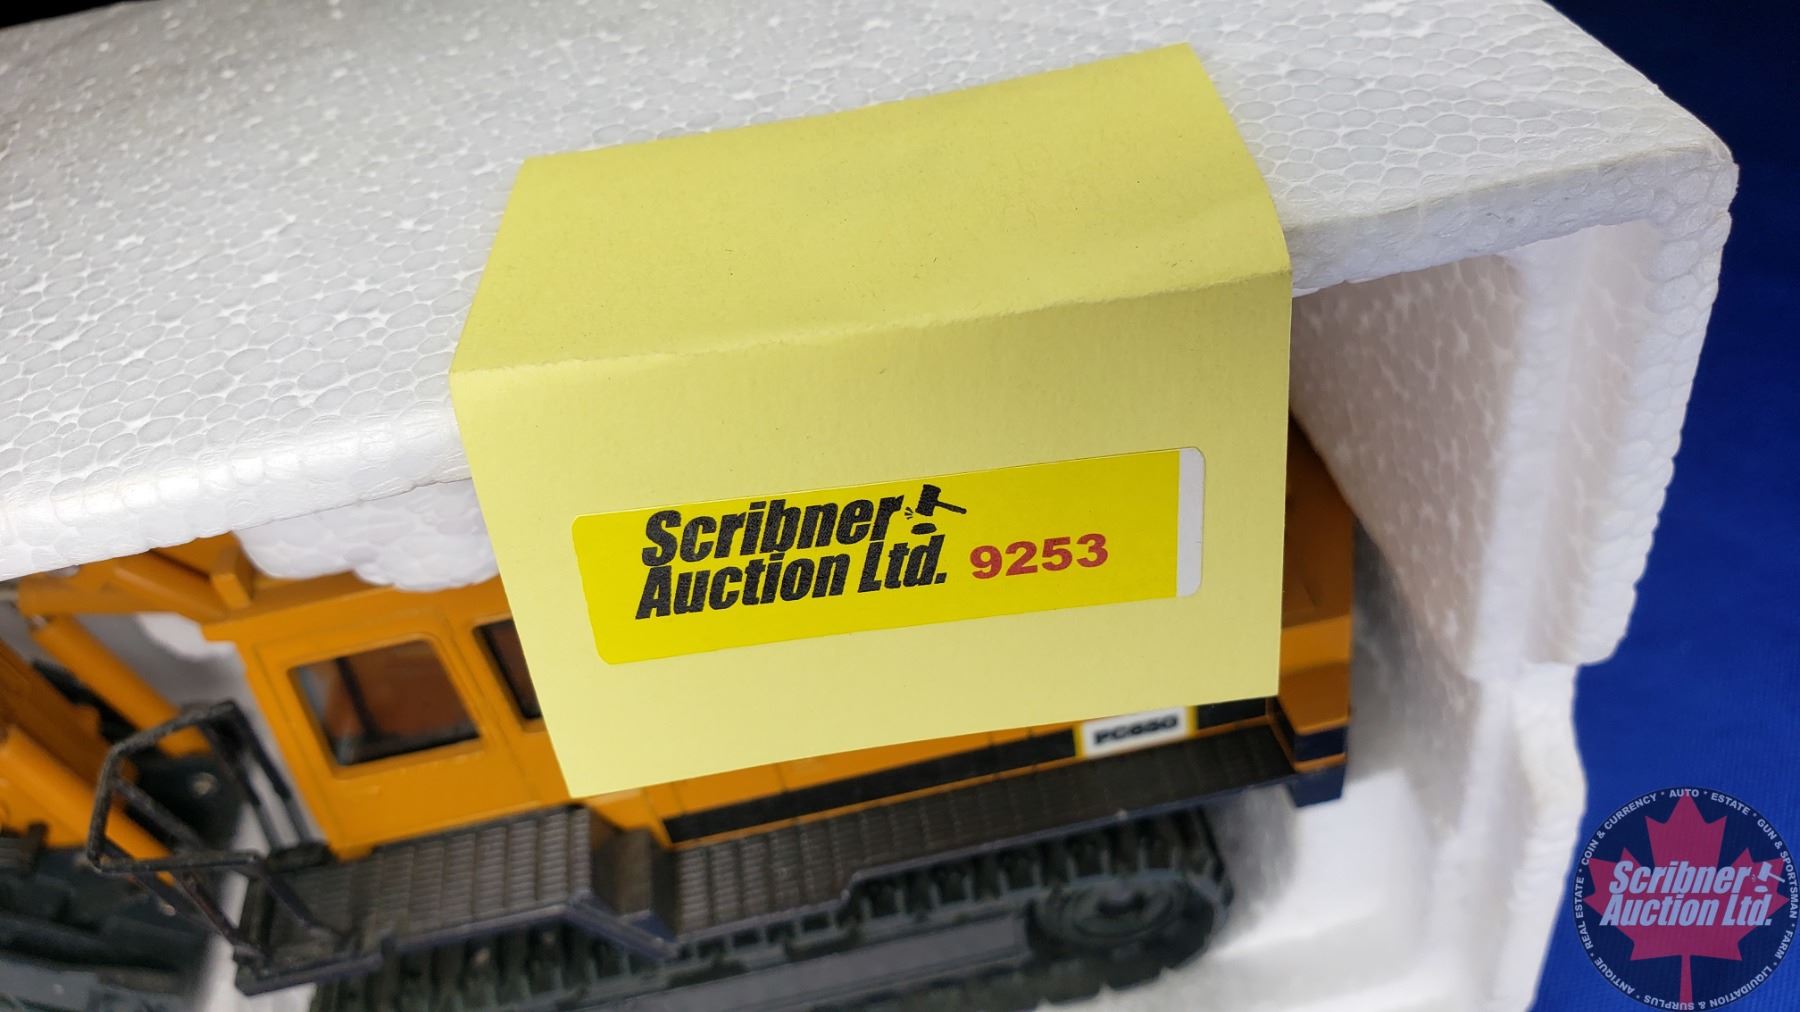 Scribner
Auction Ltd. 9253
PC650
COIN & CURRENCY * AUTO * ESTATE * GUN & SPORTSMAN * FARM * LIQUIDATION & SURPLUS * ANTIQUE * REAL ESTATE *
Scribner
Auction Ltd.